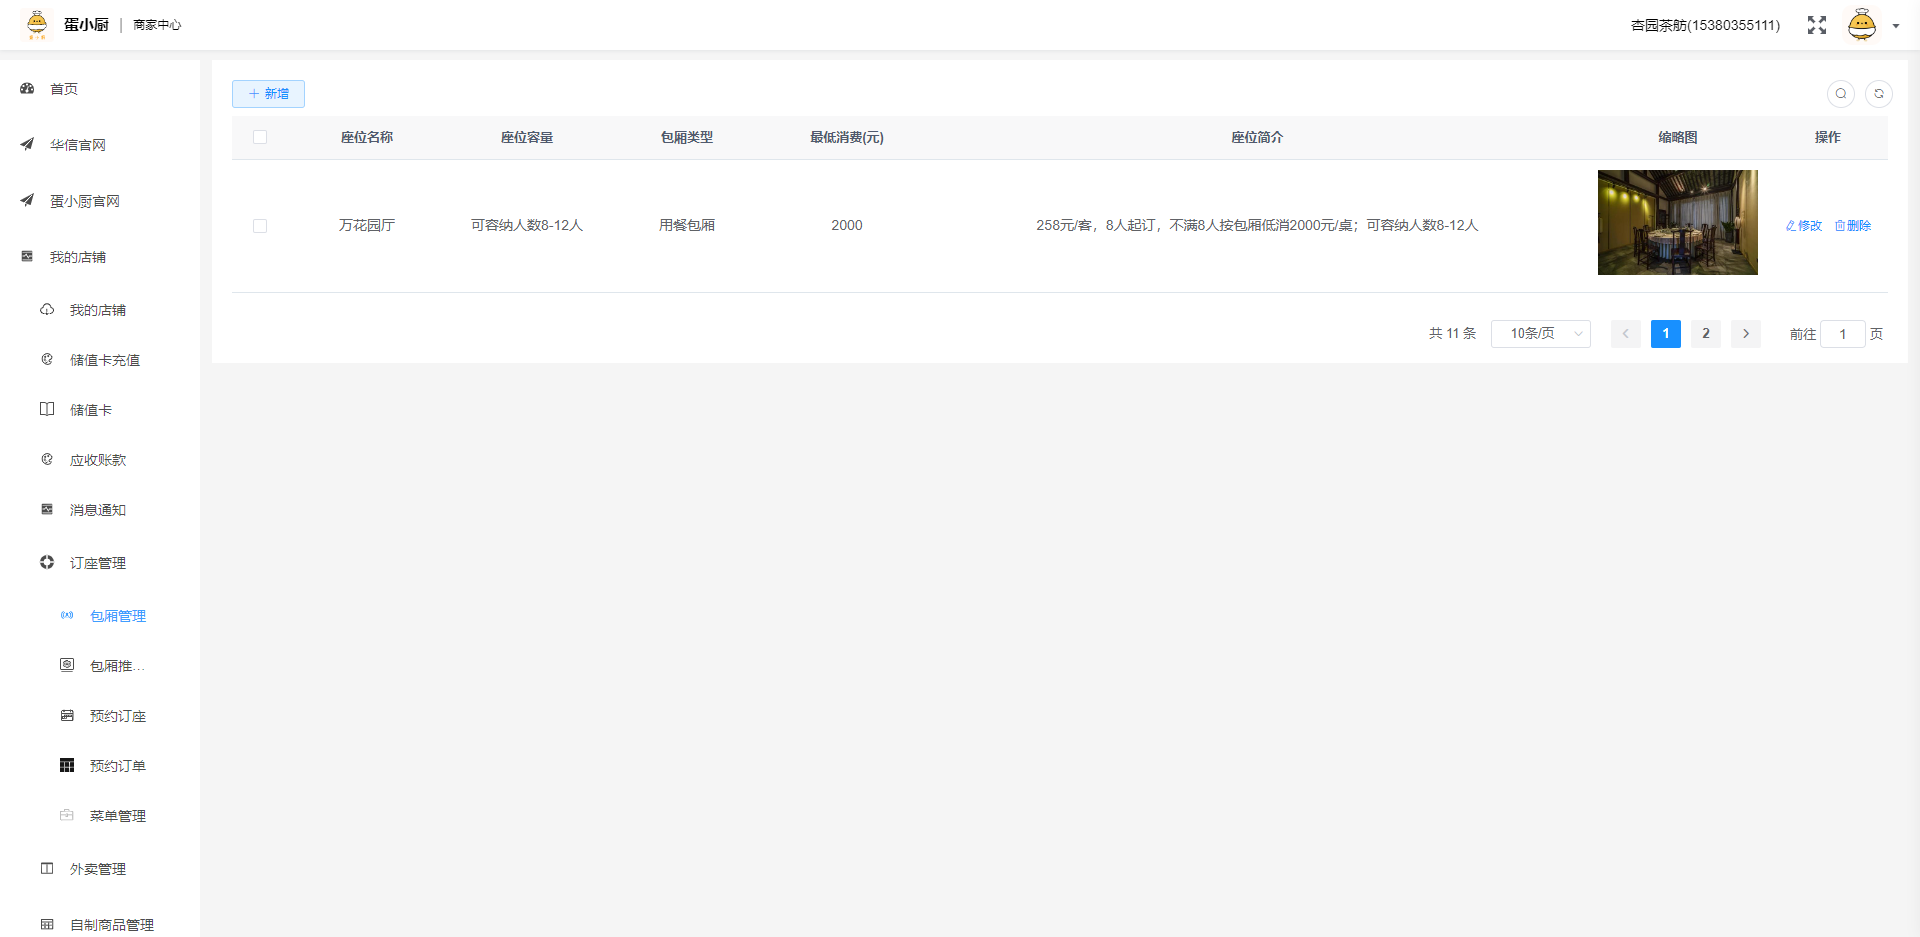 蛋小厨 | 商家中心
杏园茶舫(15380355111)
首页
华信官网
蛋小厨官网
我的店铺
我的店铺
储值卡充值
储值卡
应收账款
消息通知
订座管理
包厢管理
包厢推...
预约订座
预约订单
菜单管理
外卖管理
自制商品管理
新增
座位名称 座位容量 包厢类型 最低消费(元) 座位简介 缩略图 操作
万花园厅 可容纳人数8-12人 用餐包厢 2000 258元/客，8人起订，不满8人按包厢低消2000元/桌；可容纳人数8-12人 修改 删除
共 11 条 10条/页 1 2 前往 1 页